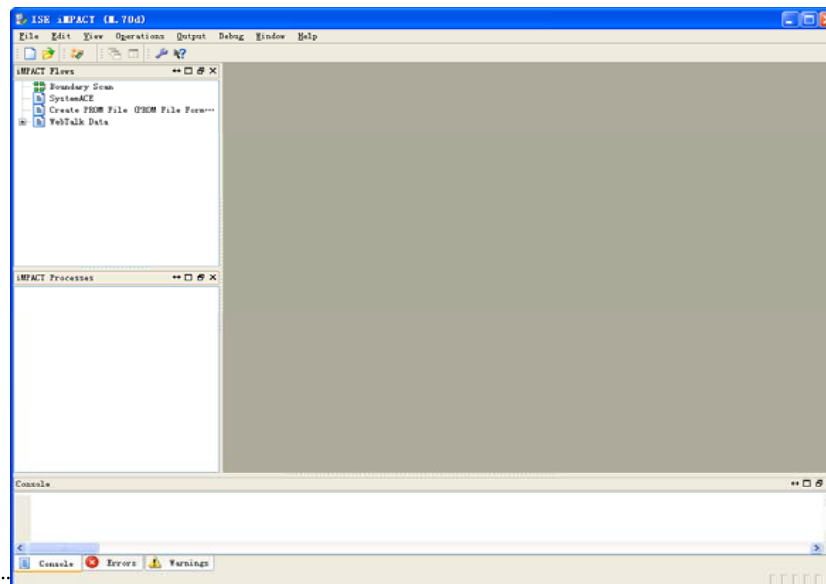 ISE iMPACT (M.70d)
File Edit View Operations Output Debug Window Help
iMPACT Flows
Boundary Scan
SystemACE
Create PROM File (PROM File Form...
WebTalk Data
iMPACT Processes
Console
Console Errors Warnings
..